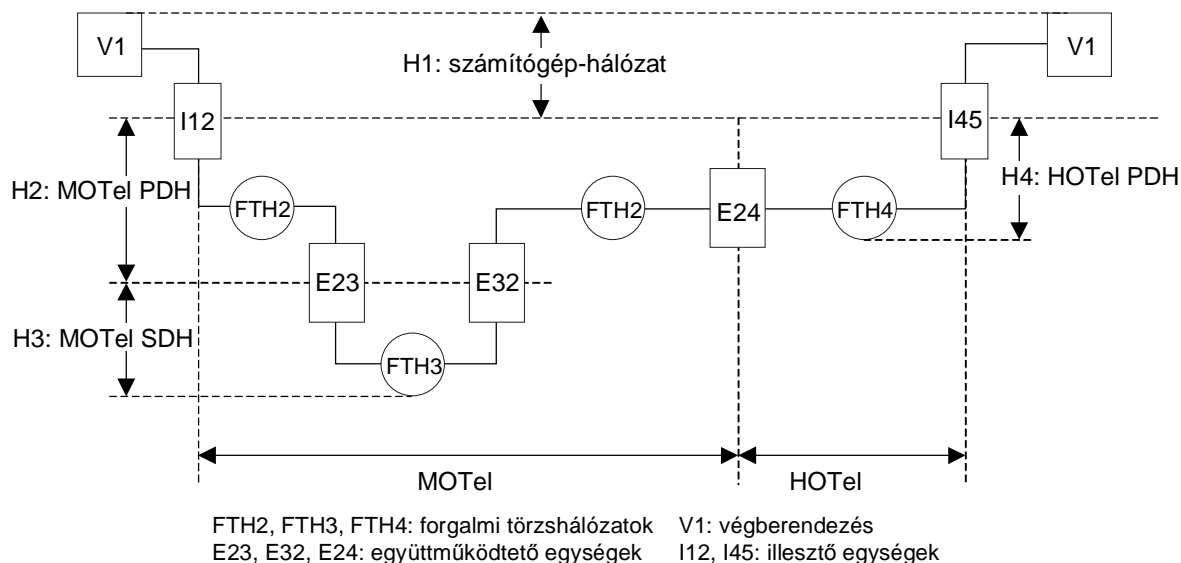 V1
V1
H1: számítógép-hálózat
I12
I45
H2: MOTel PDH
H4: HOTel PDH
FTH2
FTH2
E24
FTH4
E23
E32
H3: MOTel SDH
FTH3
MOTel
HOTel
FTH2, FTH3, FTH4: forgalmi törzshálózatok V1: végberendezés
E23, E32, E24: együttműködtető egységek I12, I45: illesztő egységek